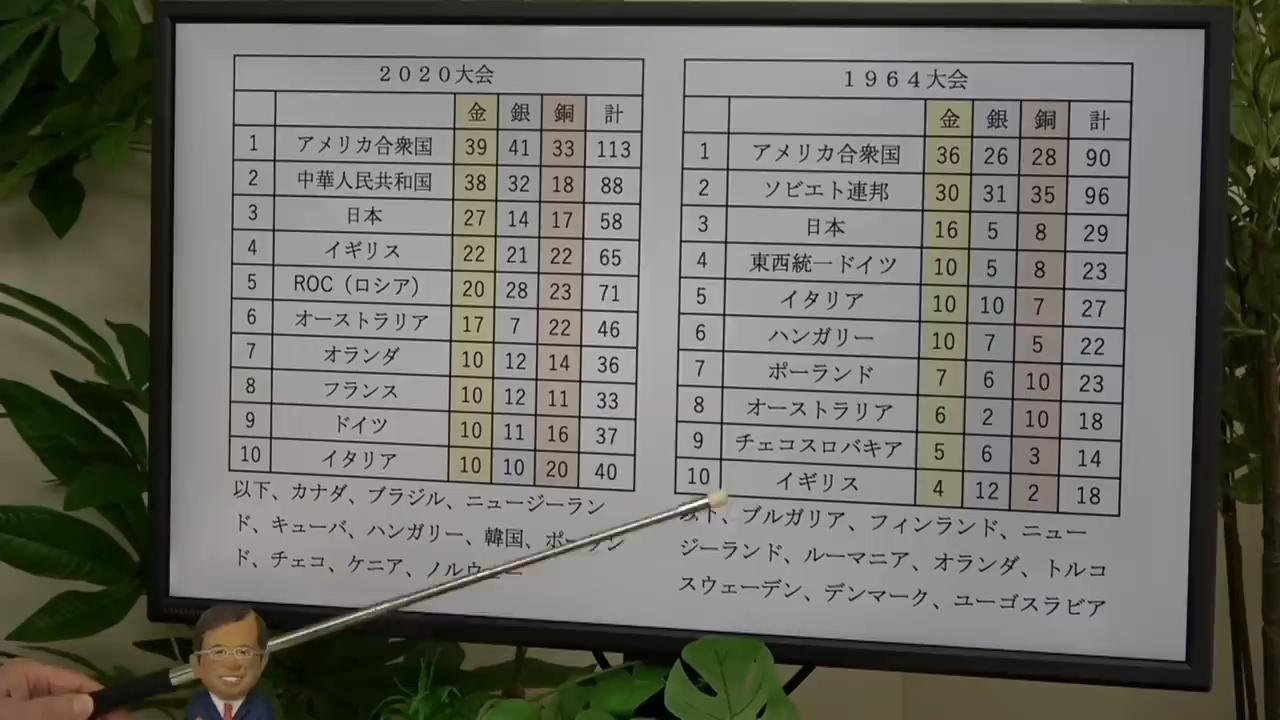 ２０２０大会
金 銀 銅 計
1 アメリカ合衆国 39 41 33 113
2 中華人民共和国 38 32 18 88
3 日本 27 14 17 58
4 イギリス 22 21 22 65
5 ROC（ロシア） 20 28 23 71
6 オーストラリア 17 7 22 46
7 オランダ 10 12 14 36
8 フランス 10 12 11 33
9 ドイツ 10 11 16 37
10 イタリア 10 10 20 40
以下、カナダ、ブラジル、ニュージーラン
ド、キューバ、ハンガリー、韓国、ポーラン
ド、チェコ、ケニア、ノルウェー
１９６４大会
金 銀 銅 計
1 アメリカ合衆国 36 26 28 90
2 ソビエト連邦 30 31 35 96
3 日本 16 5 8 29
4 東西統一ドイツ 10 5 8 23
5 イタリア 10 10 7 27
6 ハンガリー 10 7 5 22
7 ポーランド 7 6 10 23
8 オーストラリア 6 2 10 18
9 チェコスロバキア 5 6 3 14
10 イギリス 4 12 2 18
以下、ブルガリア、フィンランド、ニュー
ジーランド、ルーマニア、オランダ、トルコ
スウェーデン、デンマーク、ユーゴスラビア